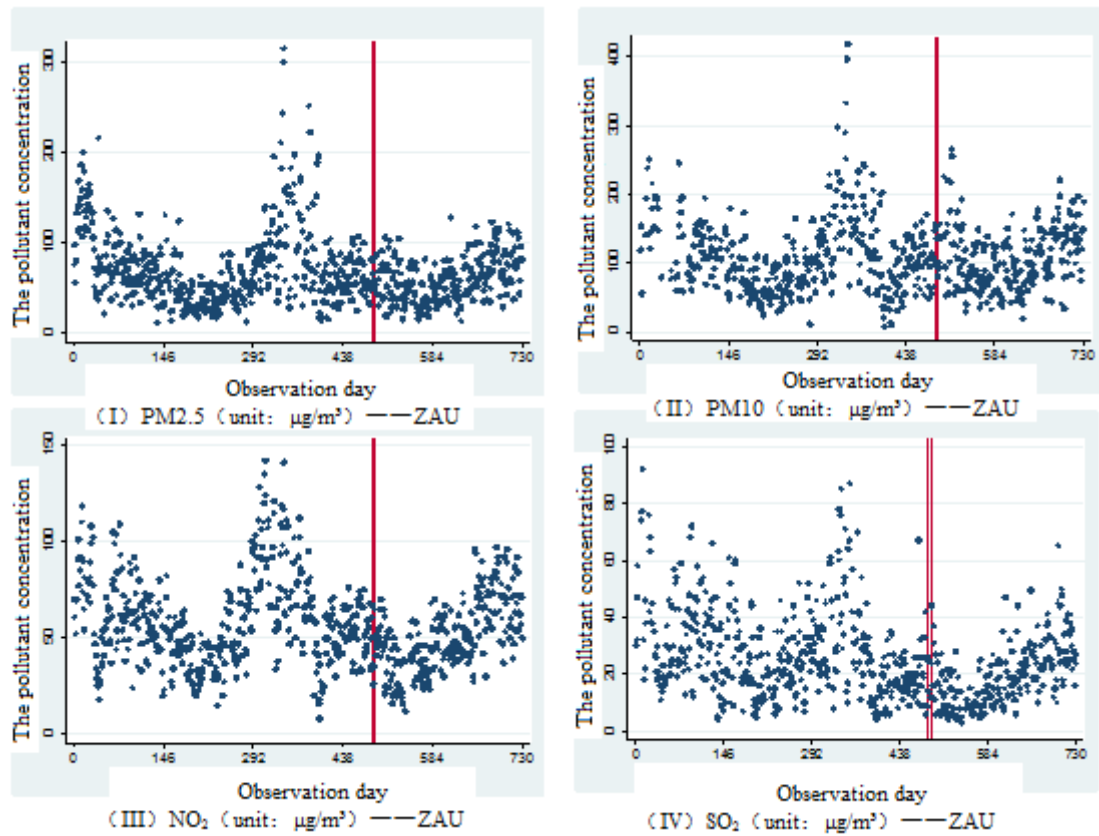 The pollutant concentration
300
200
100
0
0 146 292 438 584 730
Observation day
（I） PM2.5（unit: μg/m³）——ZAU
The pollutant concentration
400
300
200
100
0
0 146 292 438 584 730
Observation day
（II） PM10（unit: μg/m³）——ZAU
The pollutant concentration
150
100
50
0
0 146 292 438 584 730
Observation day
（III） NO₂（unit: μg/m³）——ZAU
The pollutant concentration
100
80
60
40
20
0
0 146 292 438 584 730
Observation day
（IV） SO₂（unit: μg/m³）——ZAU